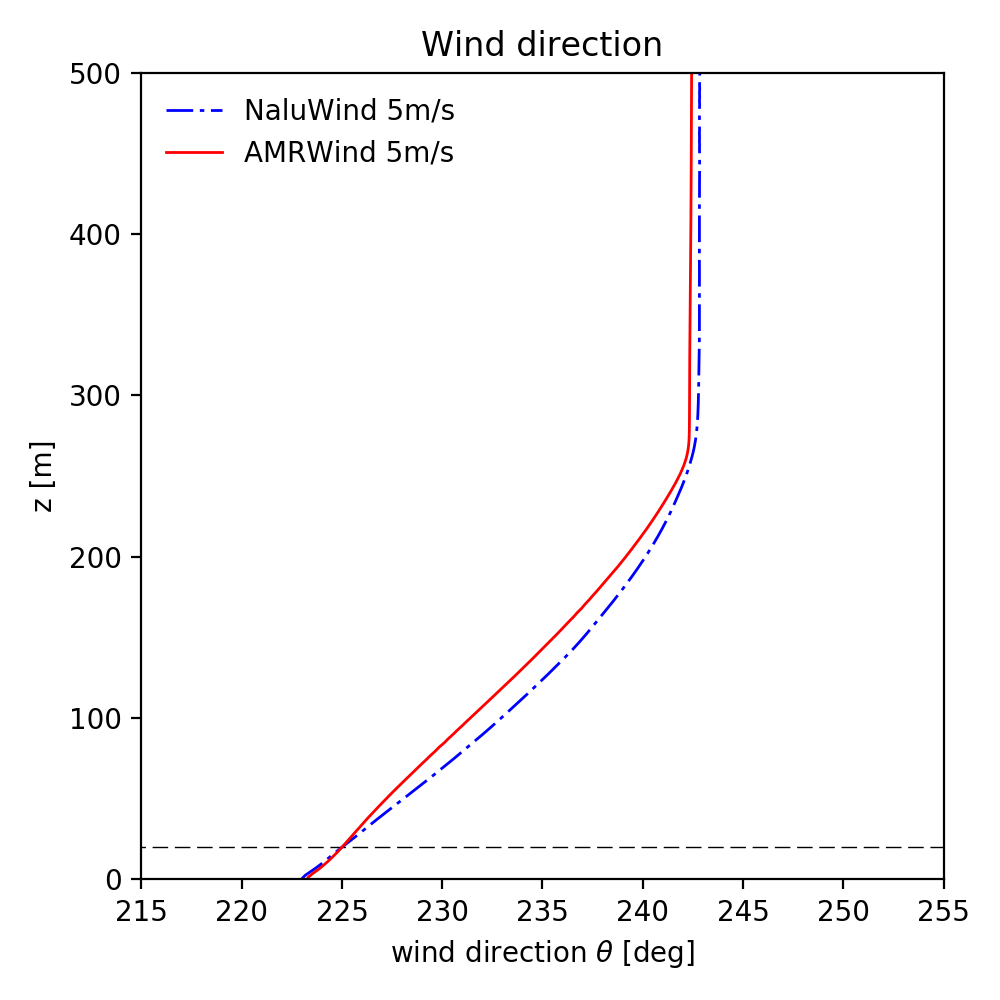 Wind direction
NaluWind 5m/s
AMRWind 5m/s
500
400
300
200
100
0
z [m]
215 220 225 230 235 240 245 250 255
wind direction θ [deg]